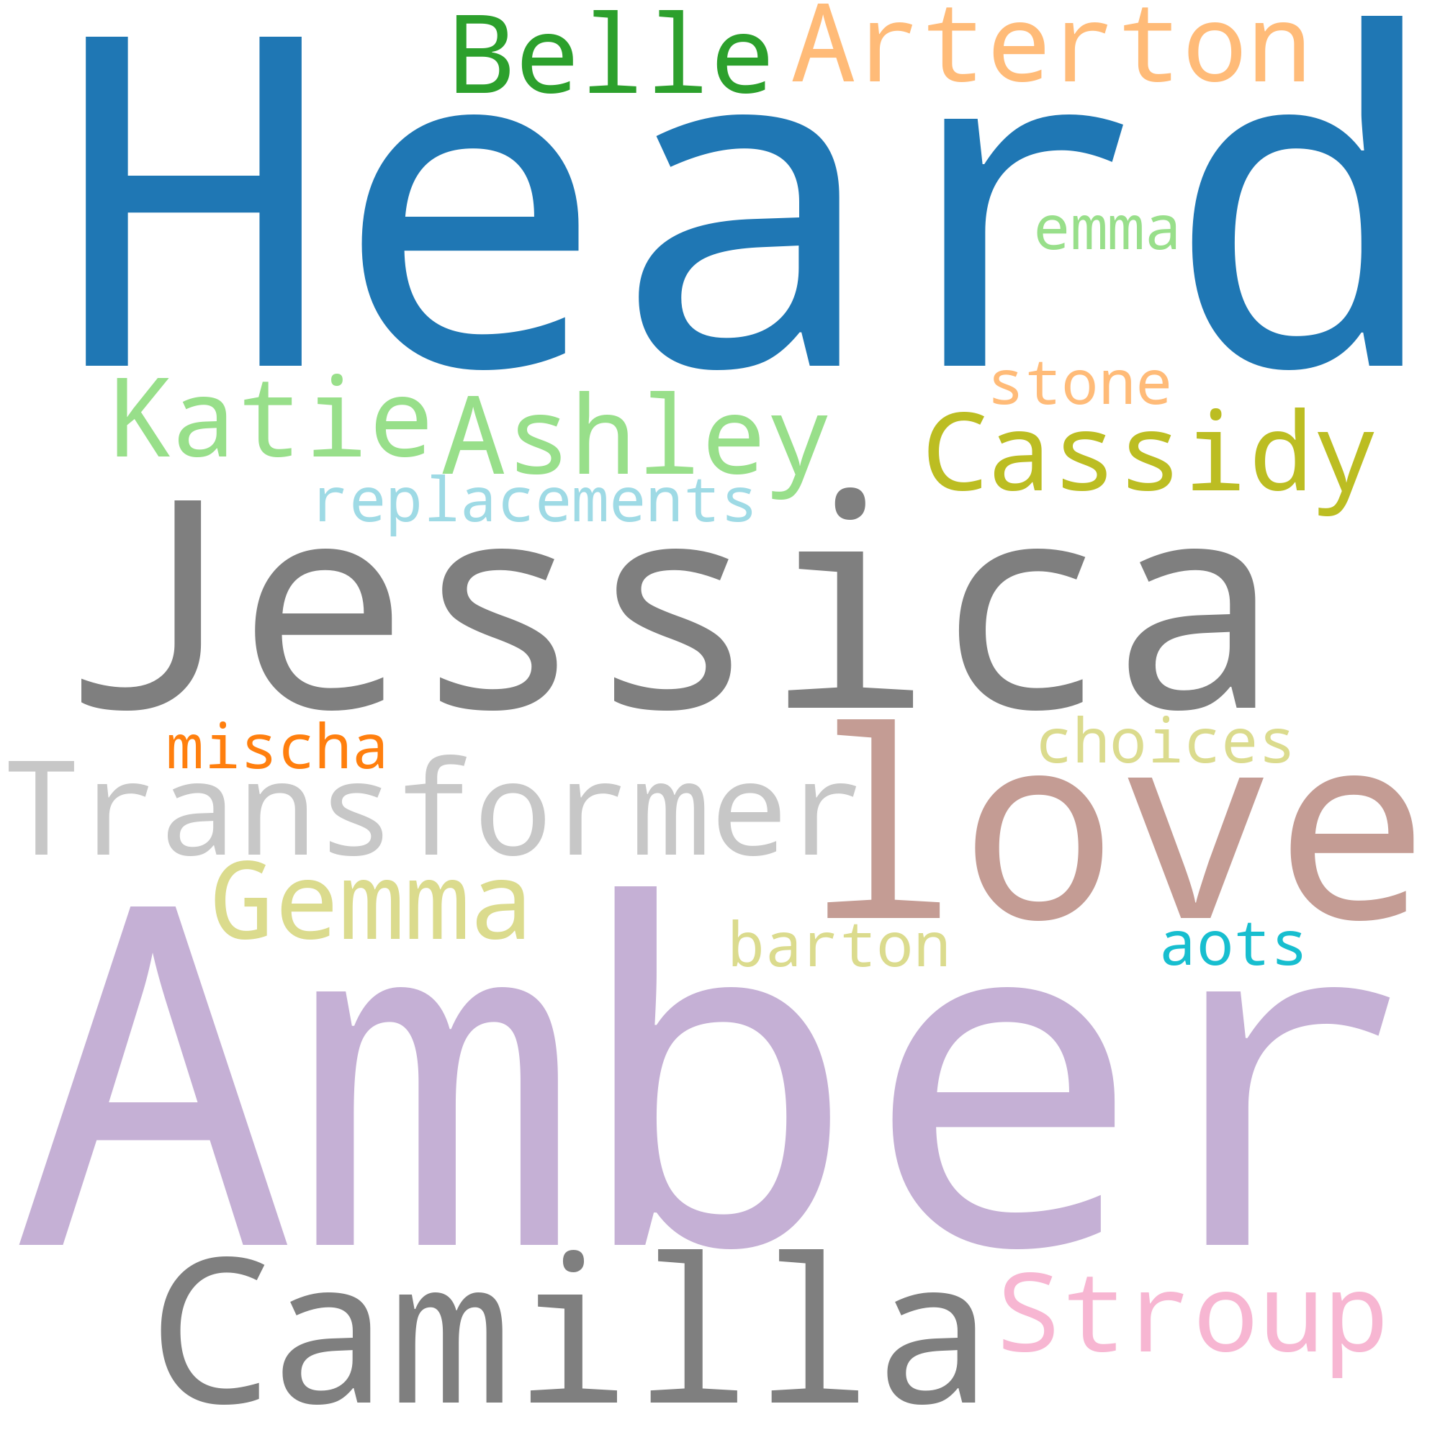 Belle Arterton
Heard
emma
stone
Katie Ashley Cassidy
replacements
Jessica
mischa choices
Transformer love
Gemma
barton aots
Amber
Camilla Stroup